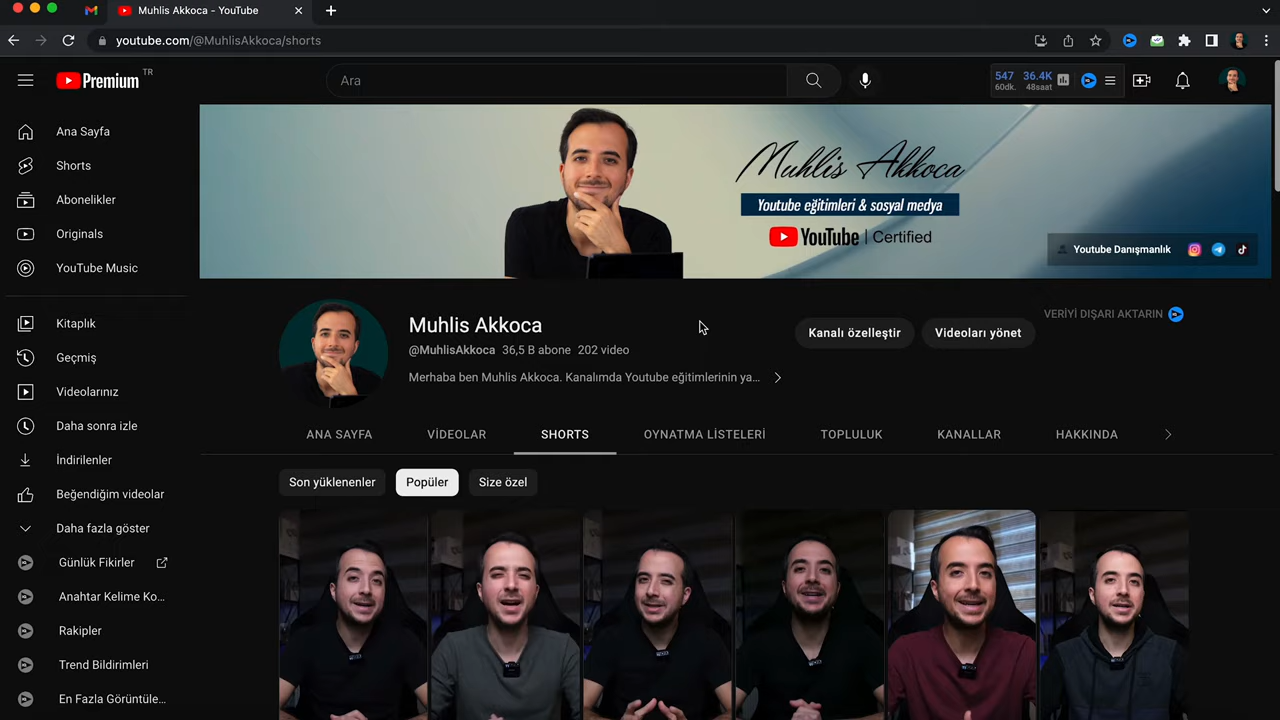 Muhlis Akkoca - YouTube
youtube.com/@MuhlisAkkoca/shorts
Premium TR
Ara
547 36.4K
60dk. 48saat
Ana Sayfa
Shorts
Abonelikler
Originals
YouTube Music
Kitaplık
Geçmiş
Videolarınız
Daha sonra izle
İndirilenler
Beğendiğim videolar
Daha fazla göster
Günlük Fikirler
Anahtar Kelime Ko...
Rakipler
Trend Bildirimleri
En Fazla Görüntüle...
Muhlis Akkoca
Youtube eğitimleri & sosyal medya
YouTube | Certified
Youtube Danışmanlık
Muhlis Akkoca
@MuhlisAkkoca 36,5 B abone 202 video
Merhaba ben Muhlis Akkoca. Kanalımda Youtube eğitimlerinin ya...
Kanalı özelleştir
Videoları yönet
VERİYİ DIŞARI AKTARIN
ANA SAYFA
VİDEOLAR
SHORTS
OYNATMA LİSTELERİ
TOPLULUK
KANALLAR
HAKKINDA
Son yüklenenler
Popüler
Size özel